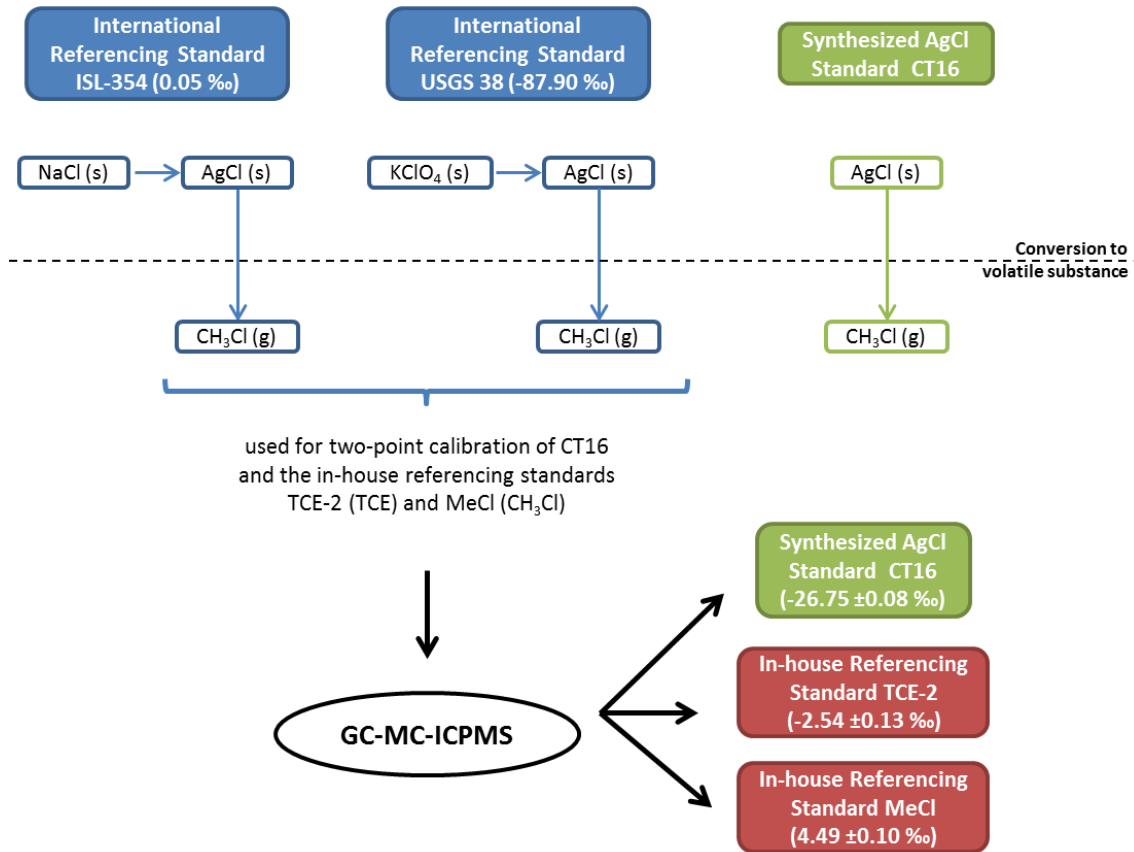 International
Referencing Standard
ISL-354 (0.05 ‰)
International
Referencing Standard
USGS 38 (-87.90 ‰)
Synthesized AgCl
Standard CT16
NaCl (s)
AgCl (s)
KClO₄ (s)
AgCl (s)
AgCl (s)
Conversion to
volatile substance
CH₃Cl (g)
CH₃Cl (g)
CH₃Cl (g)
used for two-point calibration of CT16
and the in-house referencing standards
TCE-2 (TCE) and MeCl (CH₃Cl)
GC-MC-ICPMS
Synthesized AgCl
Standard CT16
(-26.75 ±0.08 ‰)
In-house Referencing
Standard TCE-2
(-2.54 ±0.13 ‰)
In-house Referencing
Standard MeCl
(4.49 ±0.10 ‰)